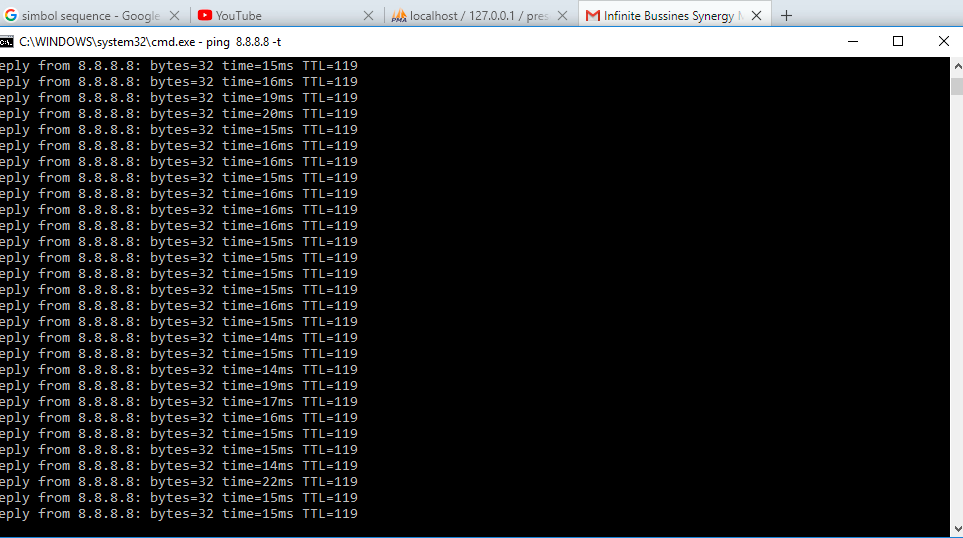 simbol sequence - Google
YouTube
localhost / 127.0.0.1 / pres
Infinite Bussines Synergy
C:\WINDOWS\system32\cmd.exe - ping 8.8.8.8 -t
eply from 8.8.8.8: bytes=32 time=15ms TTL=119
eply from 8.8.8.8: bytes=32 time=16ms TTL=119
eply from 8.8.8.8: bytes=32 time=19ms TTL=119
eply from 8.8.8.8: bytes=32 time=20ms TTL=119
eply from 8.8.8.8: bytes=32 time=15ms TTL=119
eply from 8.8.8.8: bytes=32 time=16ms TTL=119
eply from 8.8.8.8: bytes=32 time=16ms TTL=119
eply from 8.8.8.8: bytes=32 time=15ms TTL=119
eply from 8.8.8.8: bytes=32 time=16ms TTL=119
eply from 8.8.8.8: bytes=32 time=16ms TTL=119
eply from 8.8.8.8: bytes=32 time=16ms TTL=119
eply from 8.8.8.8: bytes=32 time=15ms TTL=119
eply from 8.8.8.8: bytes=32 time=15ms TTL=119
eply from 8.8.8.8: bytes=32 time=15ms TTL=119
eply from 8.8.8.8: bytes=32 time=15ms TTL=119
eply from 8.8.8.8: bytes=32 time=16ms TTL=119
eply from 8.8.8.8: bytes=32 time=15ms TTL=119
eply from 8.8.8.8: bytes=32 time=14ms TTL=119
eply from 8.8.8.8: bytes=32 time=15ms TTL=119
eply from 8.8.8.8: bytes=32 time=14ms TTL=119
eply from 8.8.8.8: bytes=32 time=19ms TTL=119
eply from 8.8.8.8: bytes=32 time=17ms TTL=119
eply from 8.8.8.8: bytes=32 time=16ms TTL=119
eply from 8.8.8.8: bytes=32 time=15ms TTL=119
eply from 8.8.8.8: bytes=32 time=15ms TTL=119
eply from 8.8.8.8: bytes=32 time=14ms TTL=119
eply from 8.8.8.8: bytes=32 time=22ms TTL=119
eply from 8.8.8.8: bytes=32 time=15ms TTL=119
eply from 8.8.8.8: bytes=32 time=15ms TTL=119